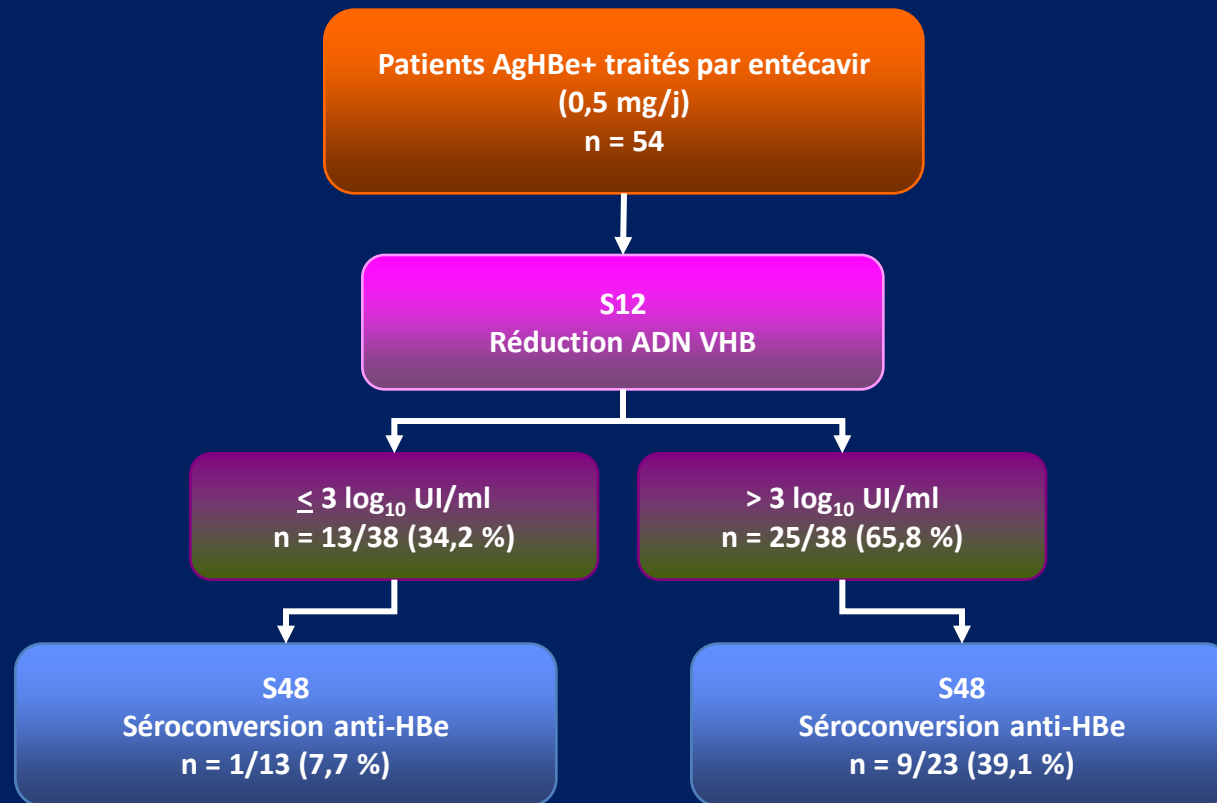 Patients AgHBe+ traités par entécavir
(0,5 mg/j)
n = 54
S12
Réduction ADN VHB
≤ 3 log₁₀ UI/ml
n = 13/38 (34,2 %)
> 3 log₁₀ UI/ml
n = 25/38 (65,8 %)
S48
Séroconversion anti-HBe
n = 1/13 (7,7 %)
S48
Séroconversion anti-HBe
n = 9/23 (39,1 %)